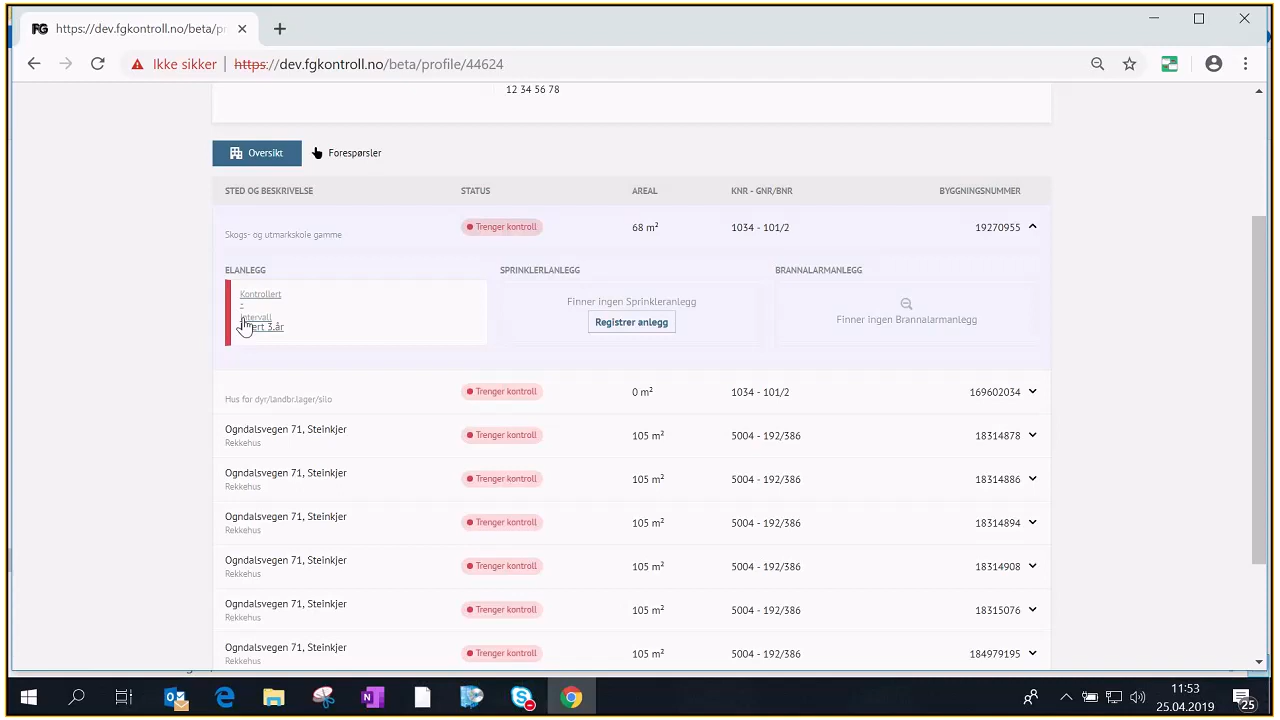 FG
https://dev.fgkontroll.no/beta/pr
Ikke sikker
https://dev.fgkontroll.no/beta/profile/44624
12 34 56 78
Oversikt
Forespørsler
STED OG BESKRIVELSE STATUS AREAL KNR - GNR/BNR BYGGNINGSNUMMER
Trenger kontroll 68 m² 1034 - 101/2 19270955
Skogs- og utmarkskoie gamme
ELANLEGG SPRINKLERANLEGG BRANNALARMANLEGG
Kontrollert
-
Intervall
3.år
Finner ingen Sprinkleranlegg
Registrer anlegg
Finner ingen Brannalarmanlegg
Trenger kontroll 0 m² 1034 - 101/2 169602034
Hus for dyr/landbr.lager/silo
Ogndalsvegen 71, Steinkjer Trenger kontroll 105 m² 5004 - 192/386 18314878
Rekkehus
Ogndalsvegen 71, Steinkjer Trenger kontroll 105 m² 5004 - 192/386 18314886
Rekkehus
Ogndalsvegen 71, Steinkjer Trenger kontroll 105 m² 5004 - 192/386 18314894
Rekkehus
Ogndalsvegen 71, Steinkjer Trenger kontroll 105 m² 5004 - 192/386 18314908
Rekkehus
Ogndalsvegen 71, Steinkjer Trenger kontroll 105 m² 5004 - 192/386 18315076
Rekkehus
Ogndalsvegen 71, Steinkjer Trenger kontroll 105 m² 5004 - 192/386 184979195
Rekkehus
11:53
25.04.2019
25